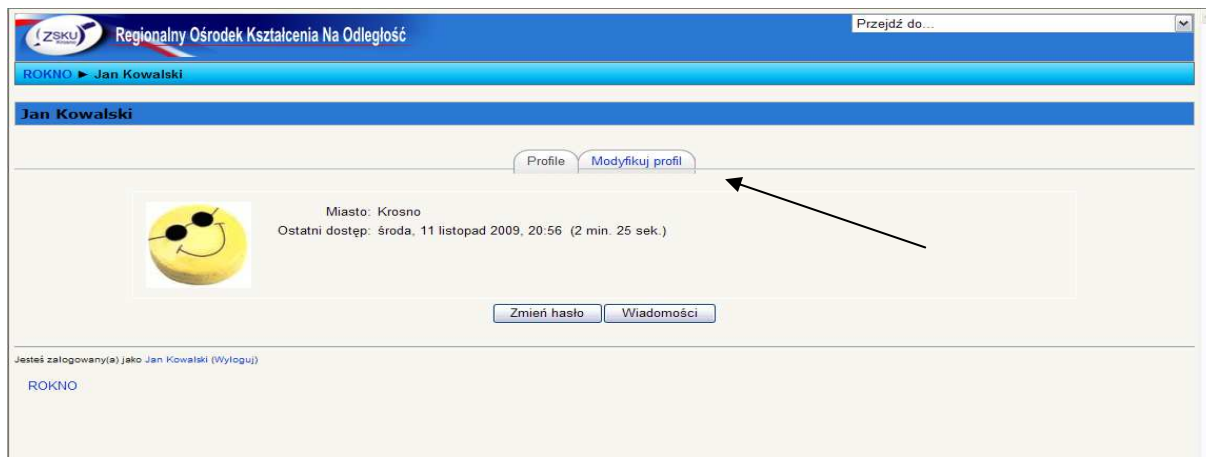 ZSKU
Krosno
Regionalny Ośrodek Kształcenia Na Odległość
Przejdź do...
ROKNO ► Jan Kowalski
Jan Kowalski
Profile
Modyfikuj profil
Miasto: Krosno
Ostatni dostęp: środa, 11 listopad 2009, 20:56 (2 min. 25 sek.)
Zmień hasło
Wiadomości
Jesteś zalogowany(a) jako Jan Kowalski (Wyloguj)
ROKNO